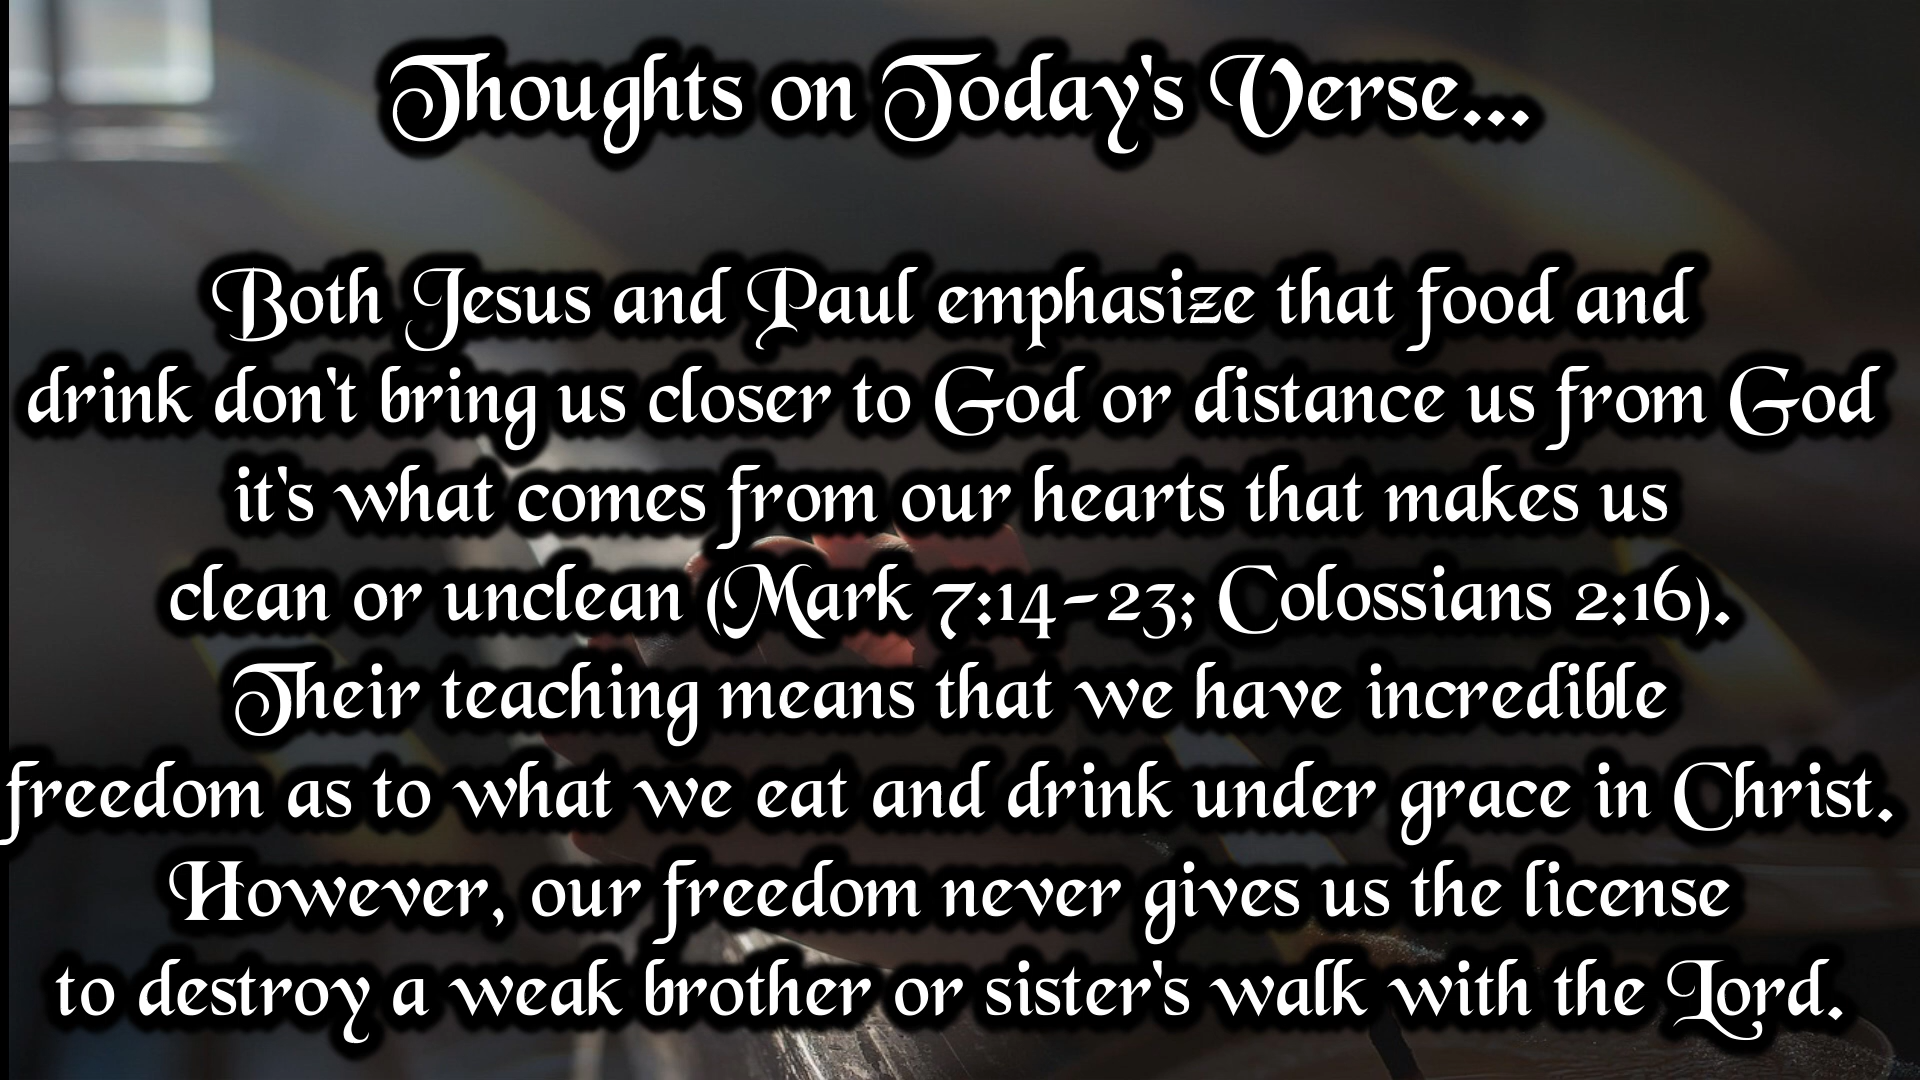 Thoughts on Today's Verse...
Both Jesus and Paul emphasize that food and
drink don't bring us closer to God or distance us from God
it's what comes from our hearts that makes us
clean or unclean (Mark 7:14-23; Colossians 2:16).
Their teaching means that we have incredible
freedom as to what we eat and drink under grace in Christ.
However, our freedom never gives us the license
to destroy a weak brother or sister's walk with the Lord.